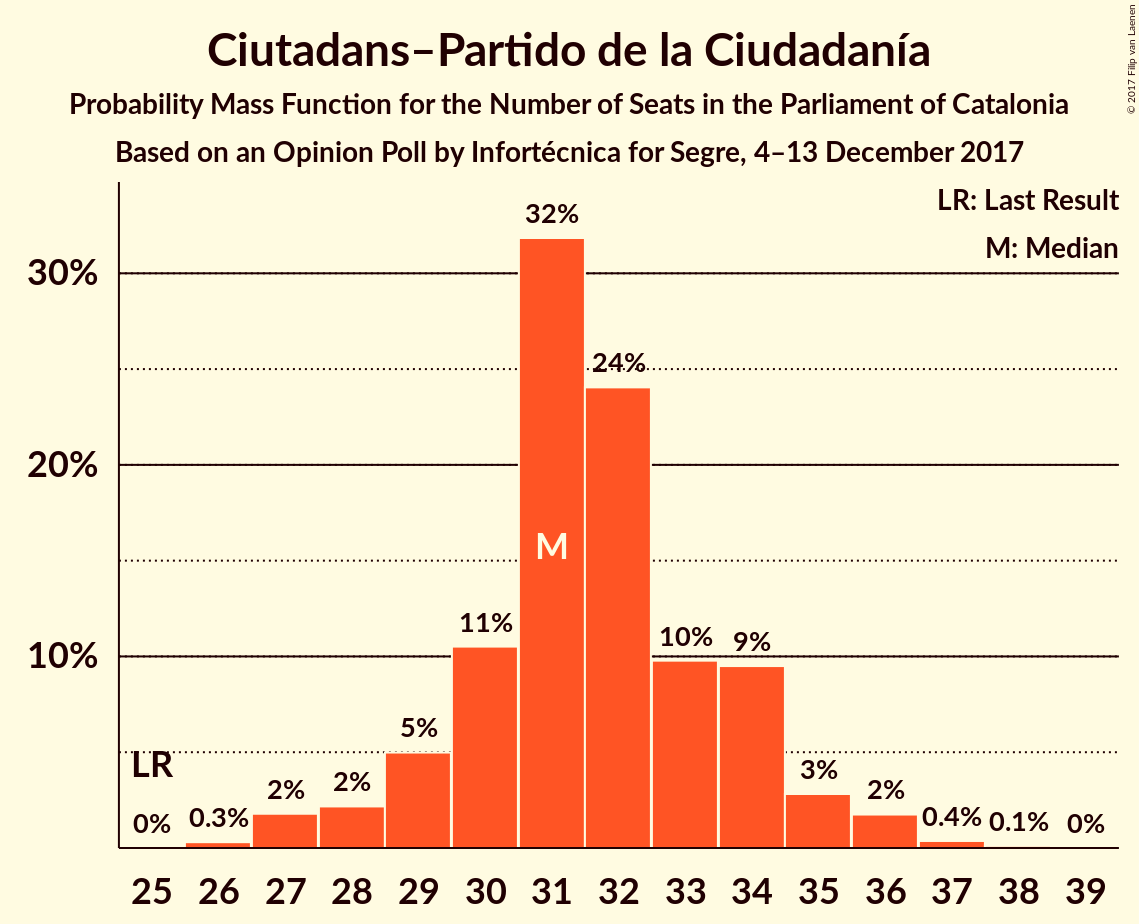 Ciutadans–Partido de la Ciudadanía
Probability Mass Function for the Number of Seats in the Parliament of Catalonia
Based on an Opinion Poll by Infortécnica for Segre, 4–13 December 2017
© 2017 Filip van Laenen
LR: Last Result
M: Median
30%
20%
10%
LR
M
0% 0.3% 2% 2% 5% 11% 32% 24% 10% 9% 3% 2% 0.4% 0.1% 0%
25 26 27 28 29 30 31 32 33 34 35 36 37 38 39